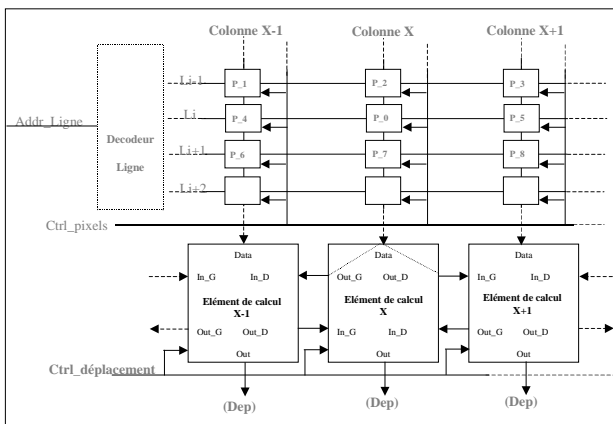 Colonne X-1 Colonne X Colonne X+1
Li-1 P_1 P_2 P_3
Addr_Ligne Li P_4 P_0 P_5
Decodeur
Ligne
Li+1 P_6 P_7 P_8
Li+2
Ctrl_pixels
Data Data Data
In_G In_D Out_G Out_D In_G In_D
Elément de calcul Elément de calcul Elément de calcul
X-1 X X+1
Out_G Out_D In_G In_D Out_G Out_D
Out Out Out
Ctrl_déplacement
(Dep) (Dep) (Dep)